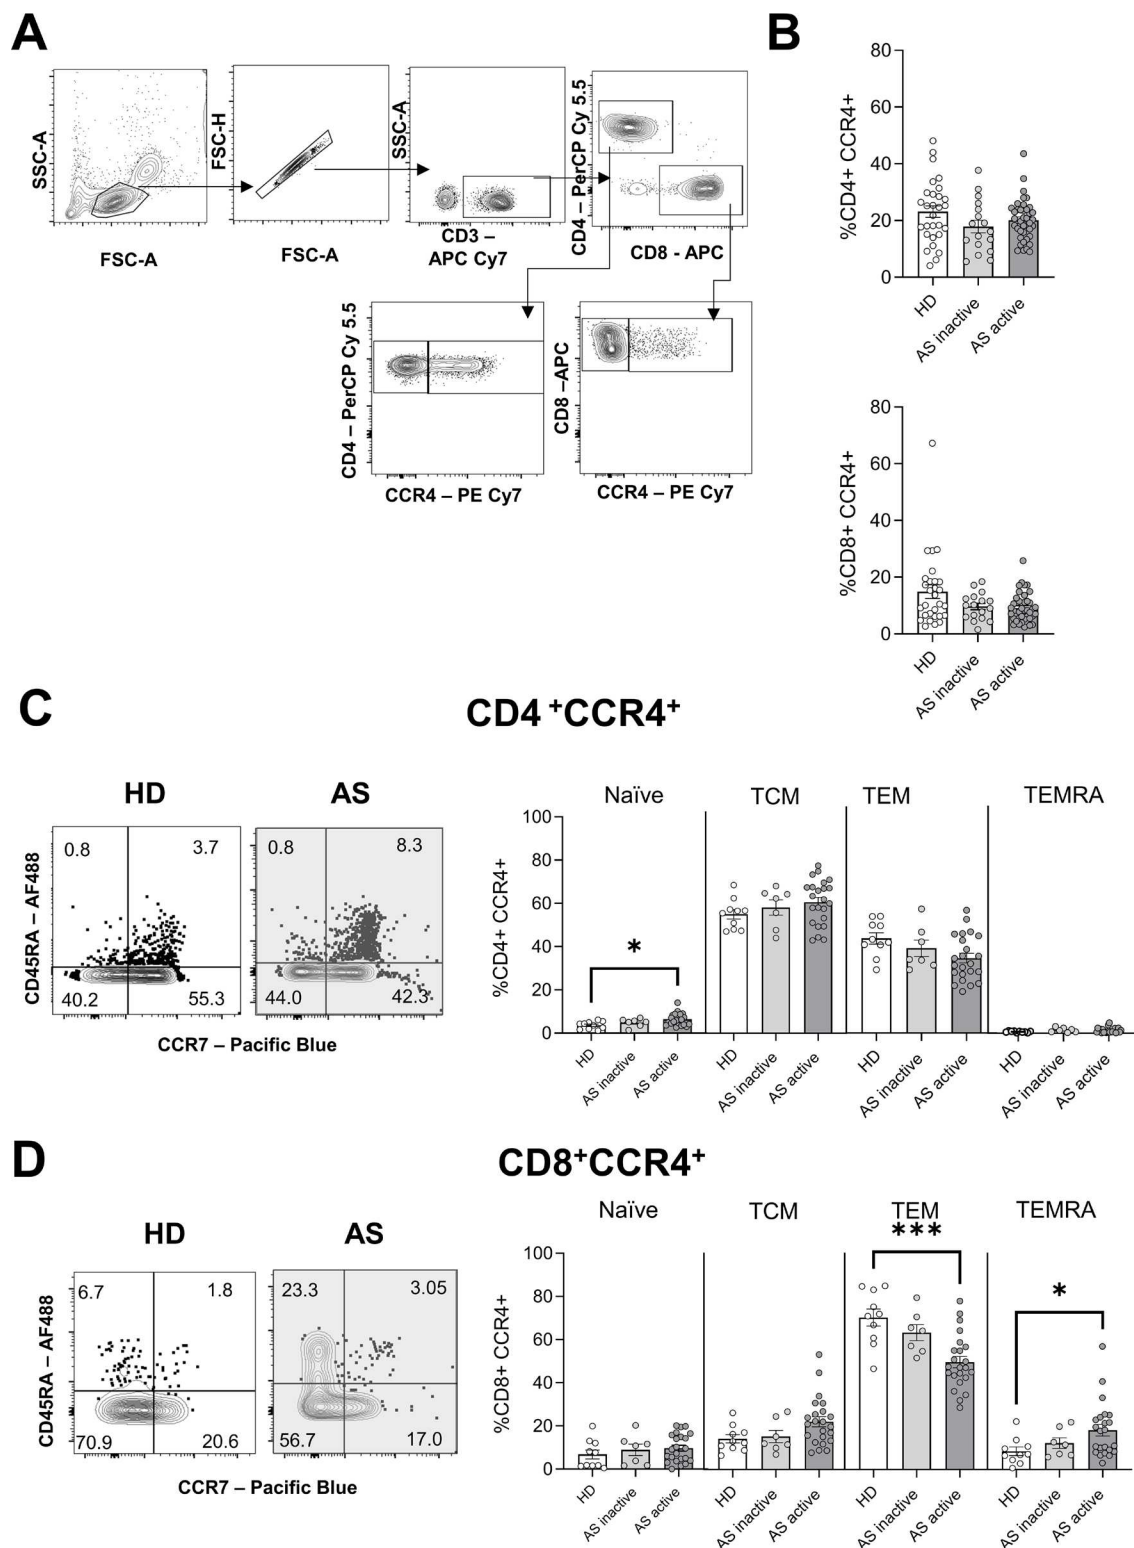 A
SSC-A
FSC-A
FSC-H
FSC-A
SSC-A
CD3 –
APC Cy7
CD4 – PerCP Cy 5.5
CD8 - APC
CD4 – PerCP Cy 5.5
CCR4 – PE Cy7
CD8 –APC
CCR4 – PE Cy7
B
%CD4+ CCR4+
80
60
40
20
0
HD
AS inactive
AS active
%CD8+ CCR4+
80
60
40
20
0
HD
AS inactive
AS active
C
CD4 +CCR4+
HD
AS
CD45RA – AF488
0.8
3.7
40.2
55.3
0.8
8.3
44.0
42.3
CCR7 – Pacific Blue
Naïve
TCM
TEM
TEMRA
%CD4+ CCR4+
100
80
60
40
20
0
*
HD
AS inactive
AS active
HD
AS inactive
AS active
HD
AS inactive
AS active
HD
AS inactive
AS active
D
CD8+CCR4+
HD
AS
CD45RA – AF488
6.7
1.8
70.9
20.6
23.3
3.05
56.7
17.0
CCR7 – Pacific Blue
Naïve
TCM
TEM
TEMRA
%CD8+ CCR4+
100
80
60
40
20
0
***
*
HD
AS inactive
AS active
HD
AS inactive
AS active
HD
AS inactive
AS active
HD
AS inactive
AS active